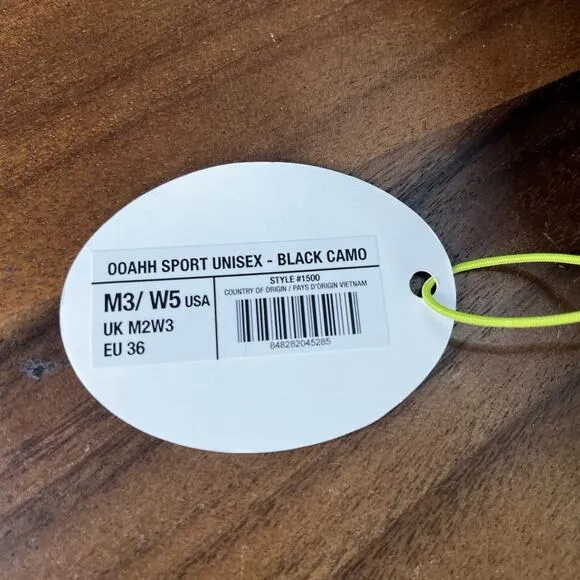 OOAHH SPORT UNISEX - BLACK CAMO
M3/ W5 USA
UK M2W3
EU 36
STYLE #1500
COUNTRY OF ORIGIN / PAYS D'ORIGIN VIETNAM
848282045285